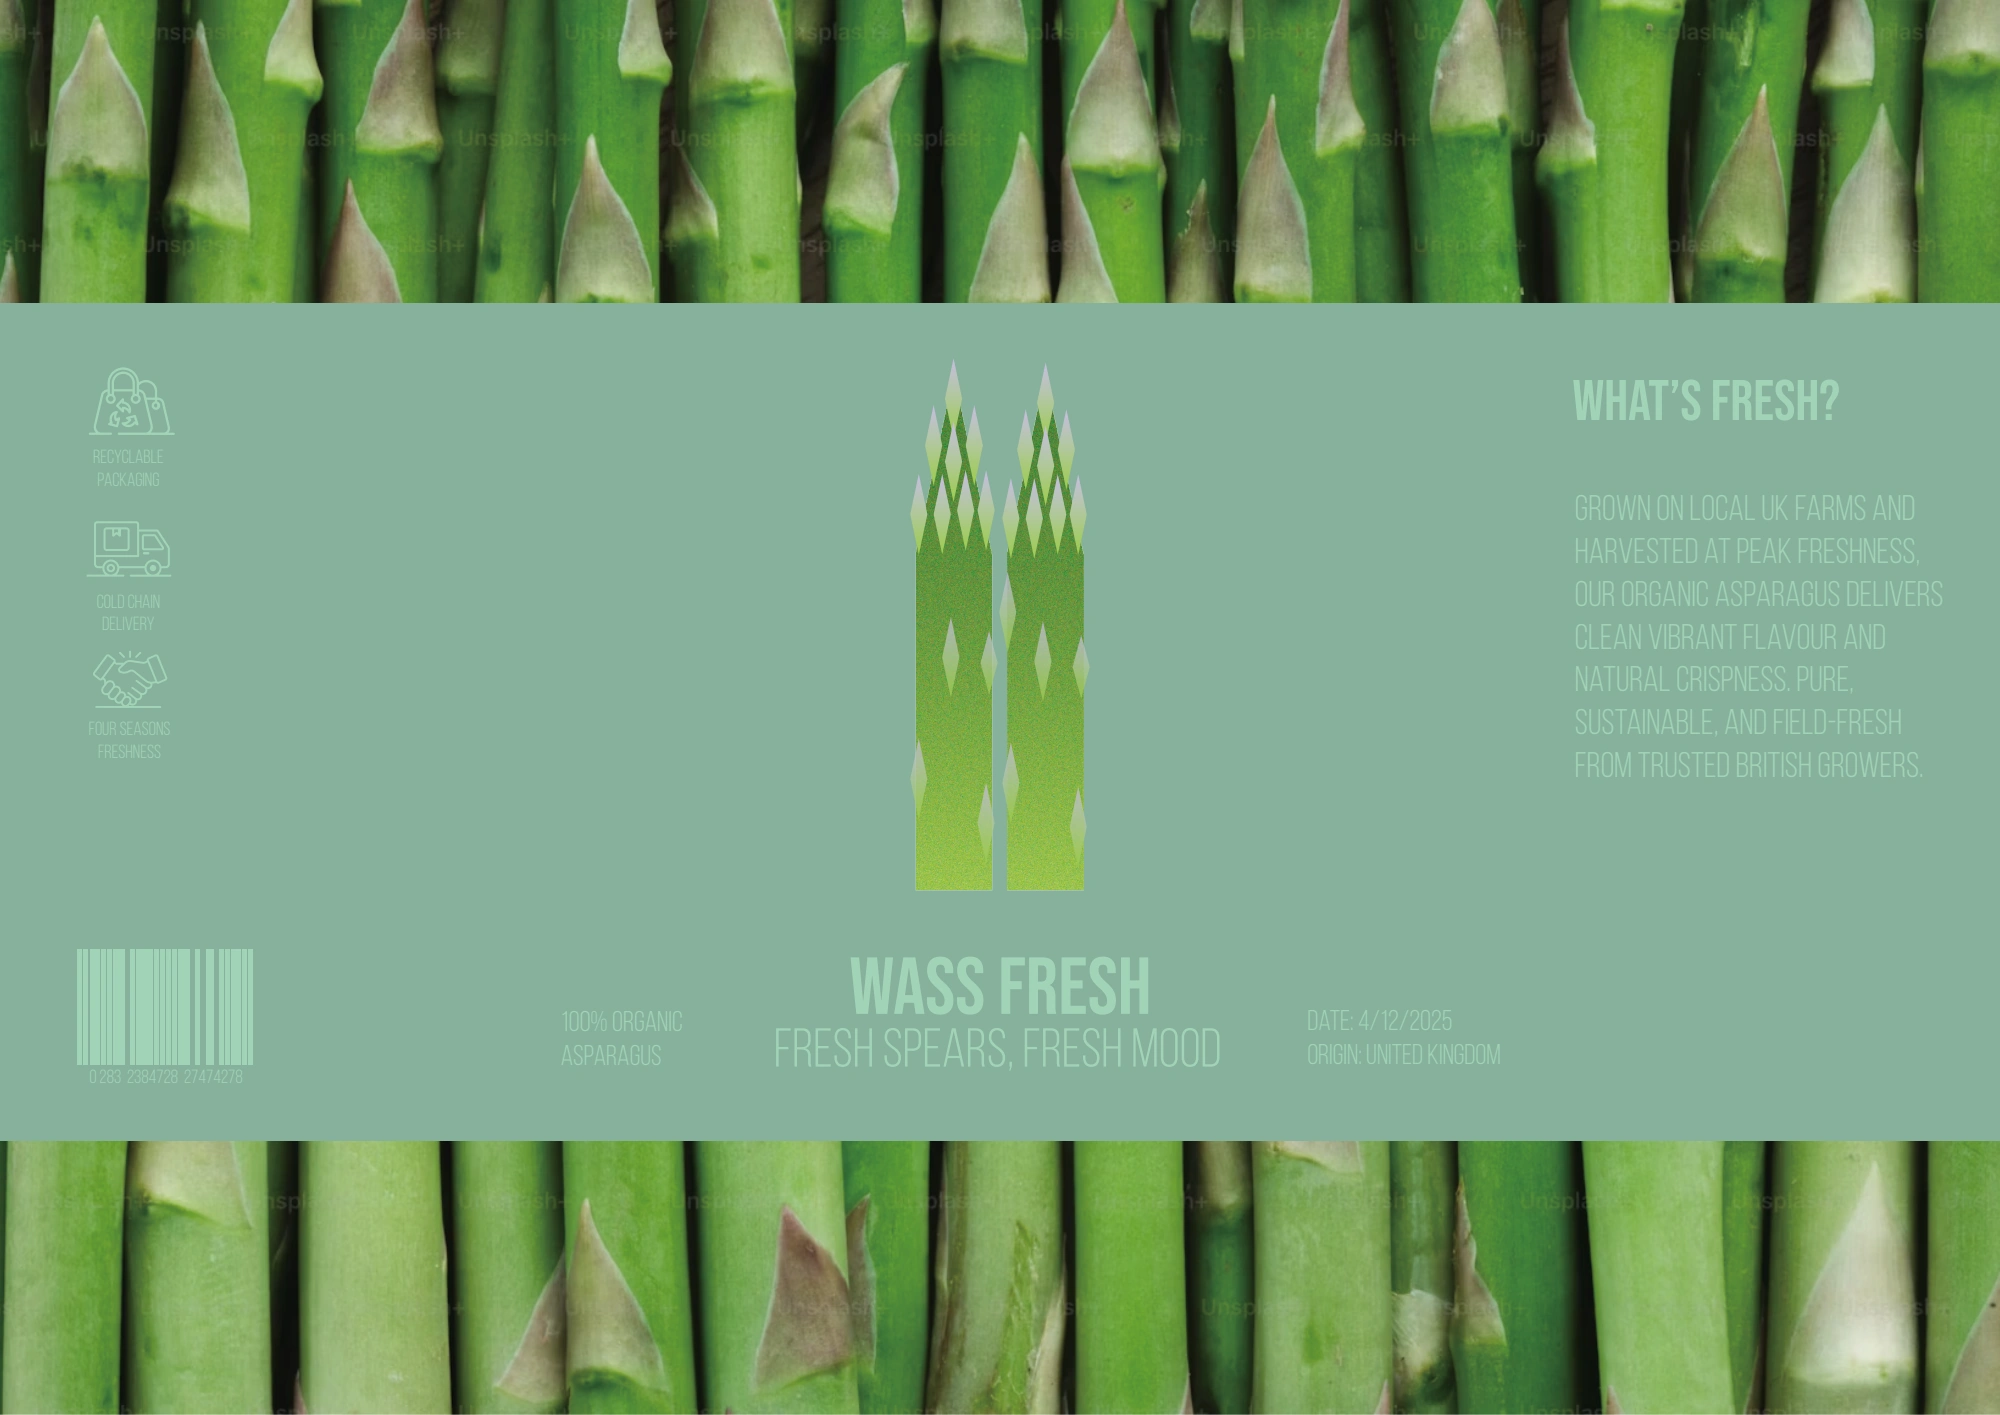 RECYCLABLE
PACKAGING
COLD CHAIN
DELIVERY
FOUR SEASONS
FRESHNESS
0 283 2384728 27474278
100% ORGANIC
ASPARAGUS
WASS FRESH
FRESH SPEARS, FRESH MOOD
DATE: 4/12/2025
ORIGIN: UNITED KINGDOM
WHAT'S FRESH?
GROWN ON LOCAL UK FARMS AND
HARVESTED AT PEAK FRESHNESS,
OUR ORGANIC ASPARAGUS DELIVERS
CLEAN VIBRANT FLAVOUR AND
NATURAL CRISPNESS. PURE,
SUSTAINABLE, AND FIELD-FRESH
FROM TRUSTED BRITISH GROWERS.
Unsplash+